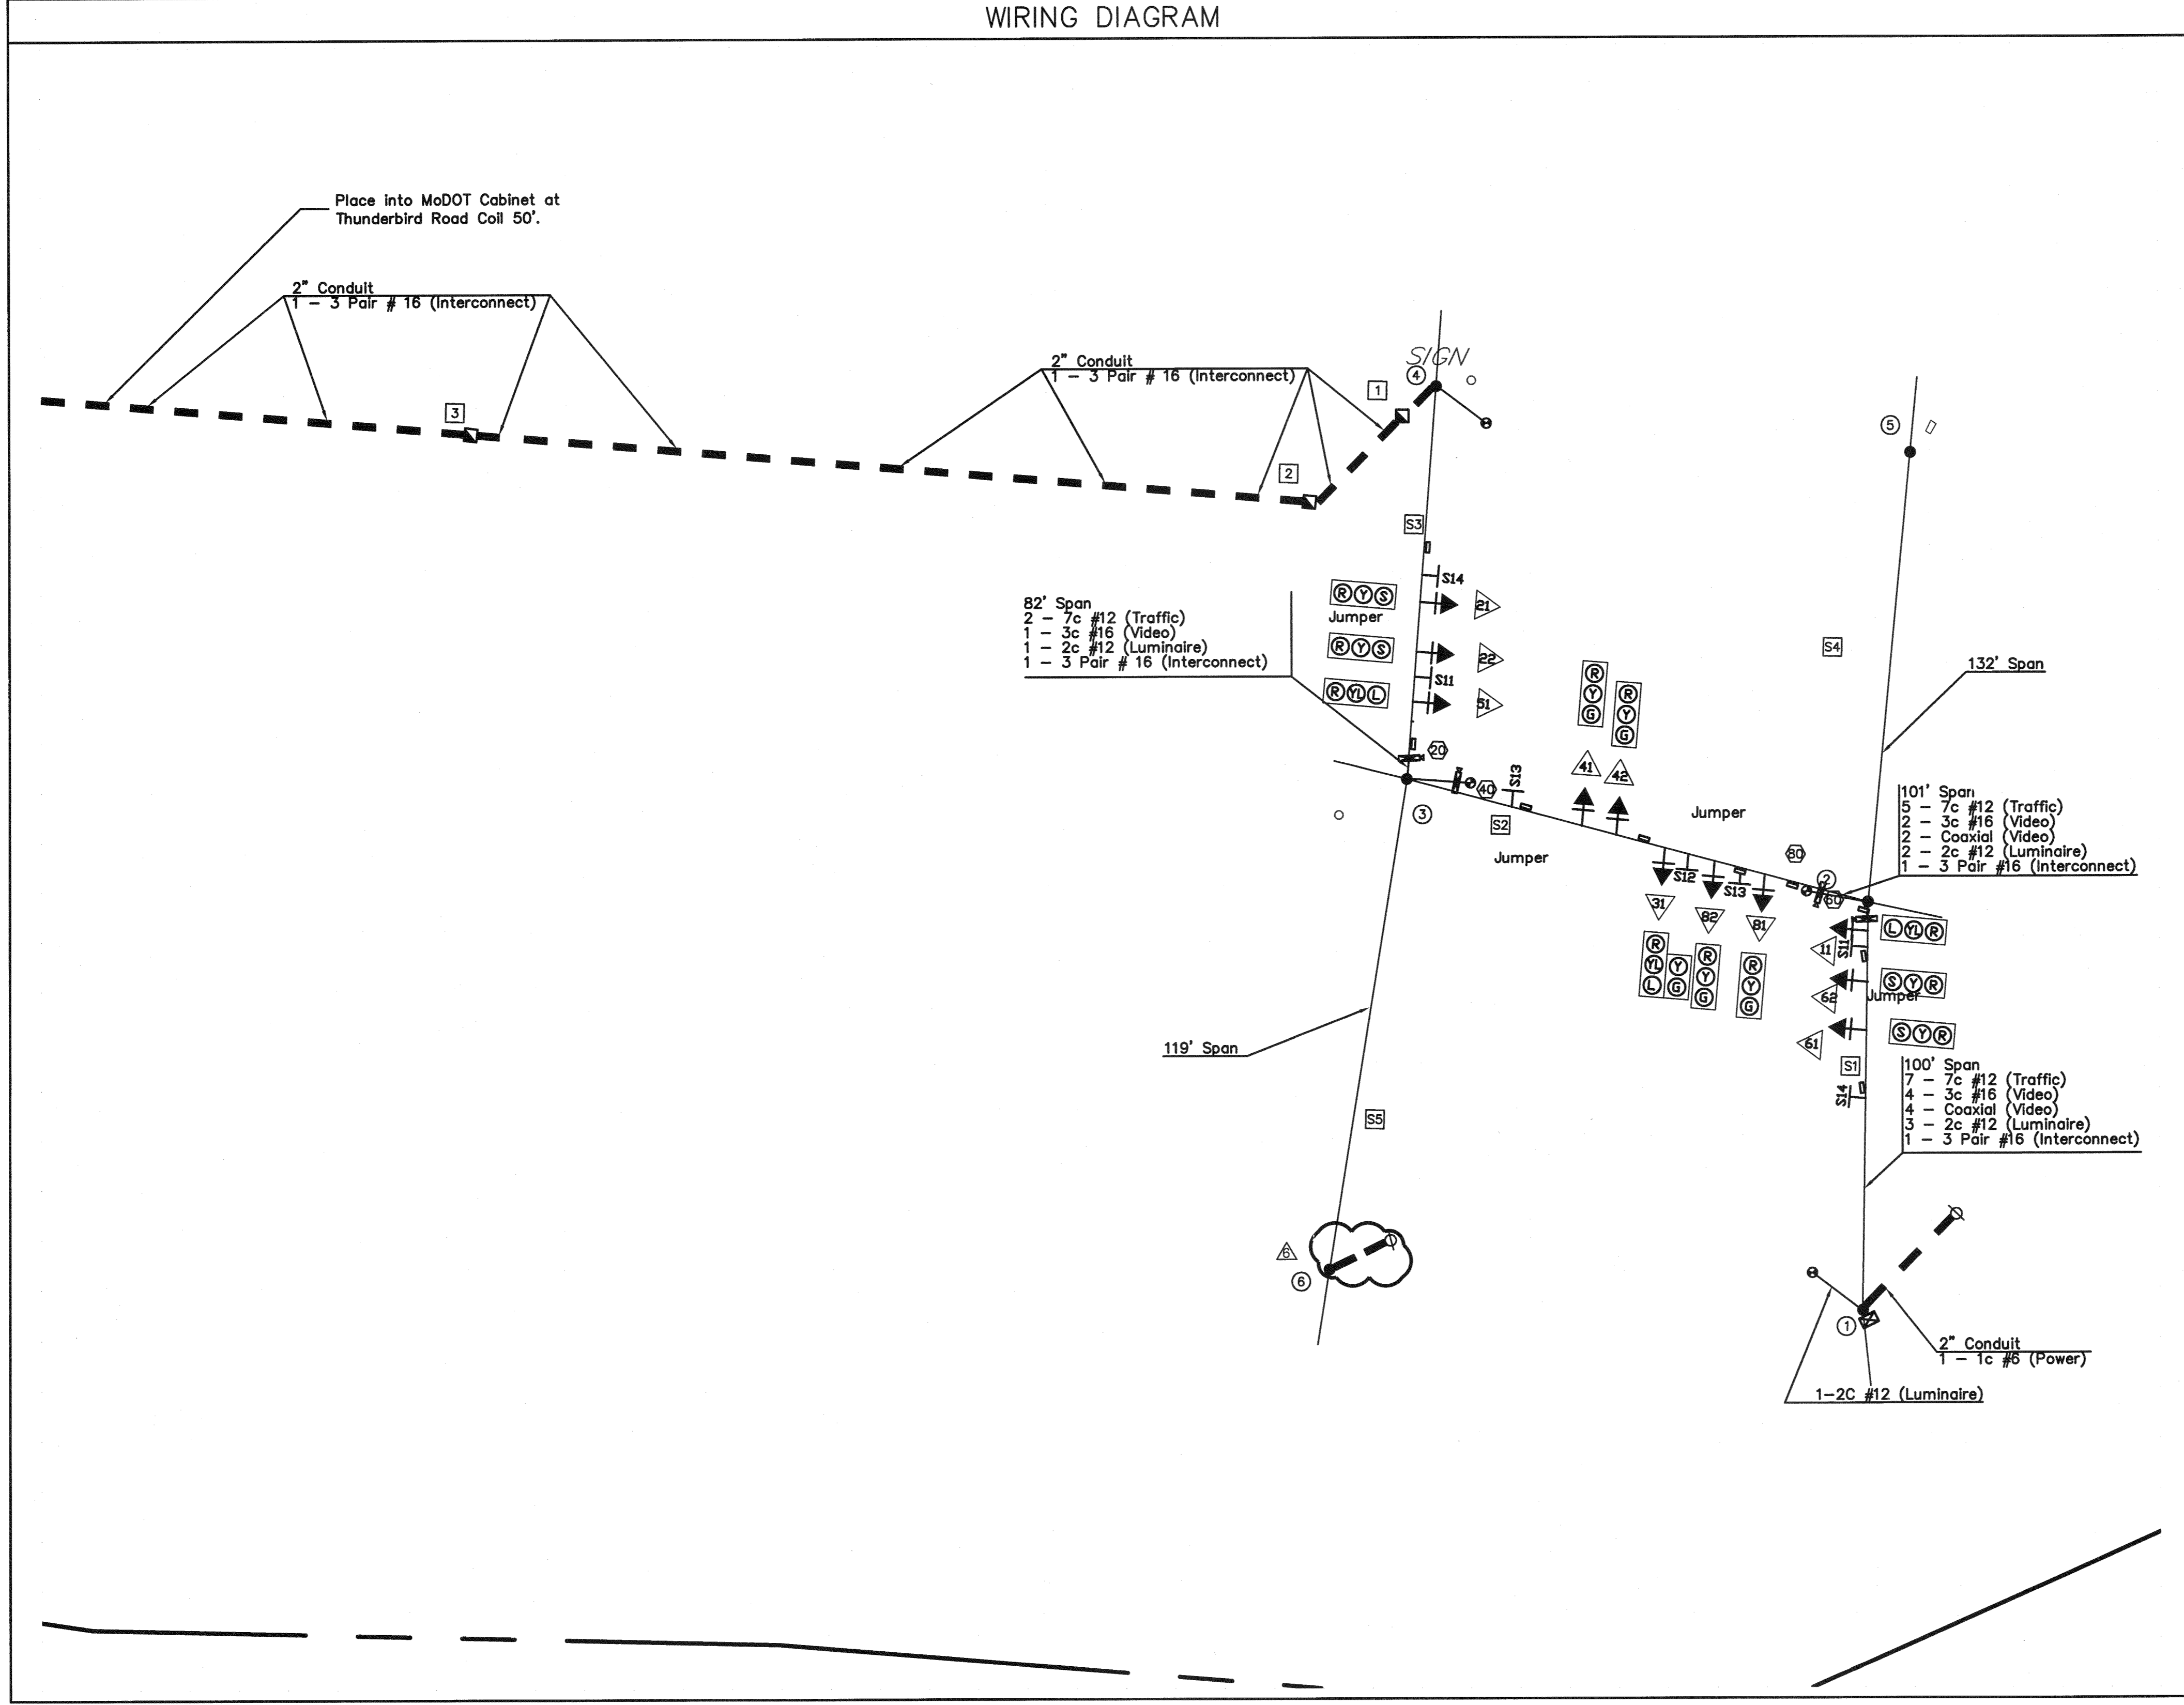 WIRING DIAGRAM
Place into MoDOT Cabinet at
Thunderbird Road Coil 50'.
2" Conduit
1 - 3 Pair # 16 (Interconnect)
3
2" Conduit
1 - 3 Pair # 16 (Interconnect)
SIGN
4
1
2
5
S3
S14
R Y S
21
Jumper
R Y S
22
S11
R YL L
51
82' Span
2 - 7c #12 (Traffic)
1 - 3c #16 (Video)
1 - 2c #12 (Luminaire)
1 - 3 Pair # 16 (Interconnect)
S4
132' Span
R
Y
G
R
Y
G
41
42
20
40
S13
3
S2
Jumper
Jumper
101' Span
5 - 7c #12 (Traffic)
2 - 3c #16 (Video)
2 - Coaxial (Video)
2 - 2c #12 (Luminaire)
1 - 3 Pair #16 (Interconnect)
80
2
60
S12
S13
31
82
81
R
YL
L
Y
G
R
Y
G
R
Y
G
11
S11
L YL R
62
S Y R
Jumper
61
S Y R
S1
S14
100' Span
7 - 7c #12 (Traffic)
4 - 3c #16 (Video)
4 - Coaxial (Video)
3 - 2c #12 (Luminaire)
1 - 3 Pair #16 (Interconnect)
119' Span
S5
6
6
1
2" Conduit
1 - 1c #6 (Power)
1-2C #12 (Luminaire)